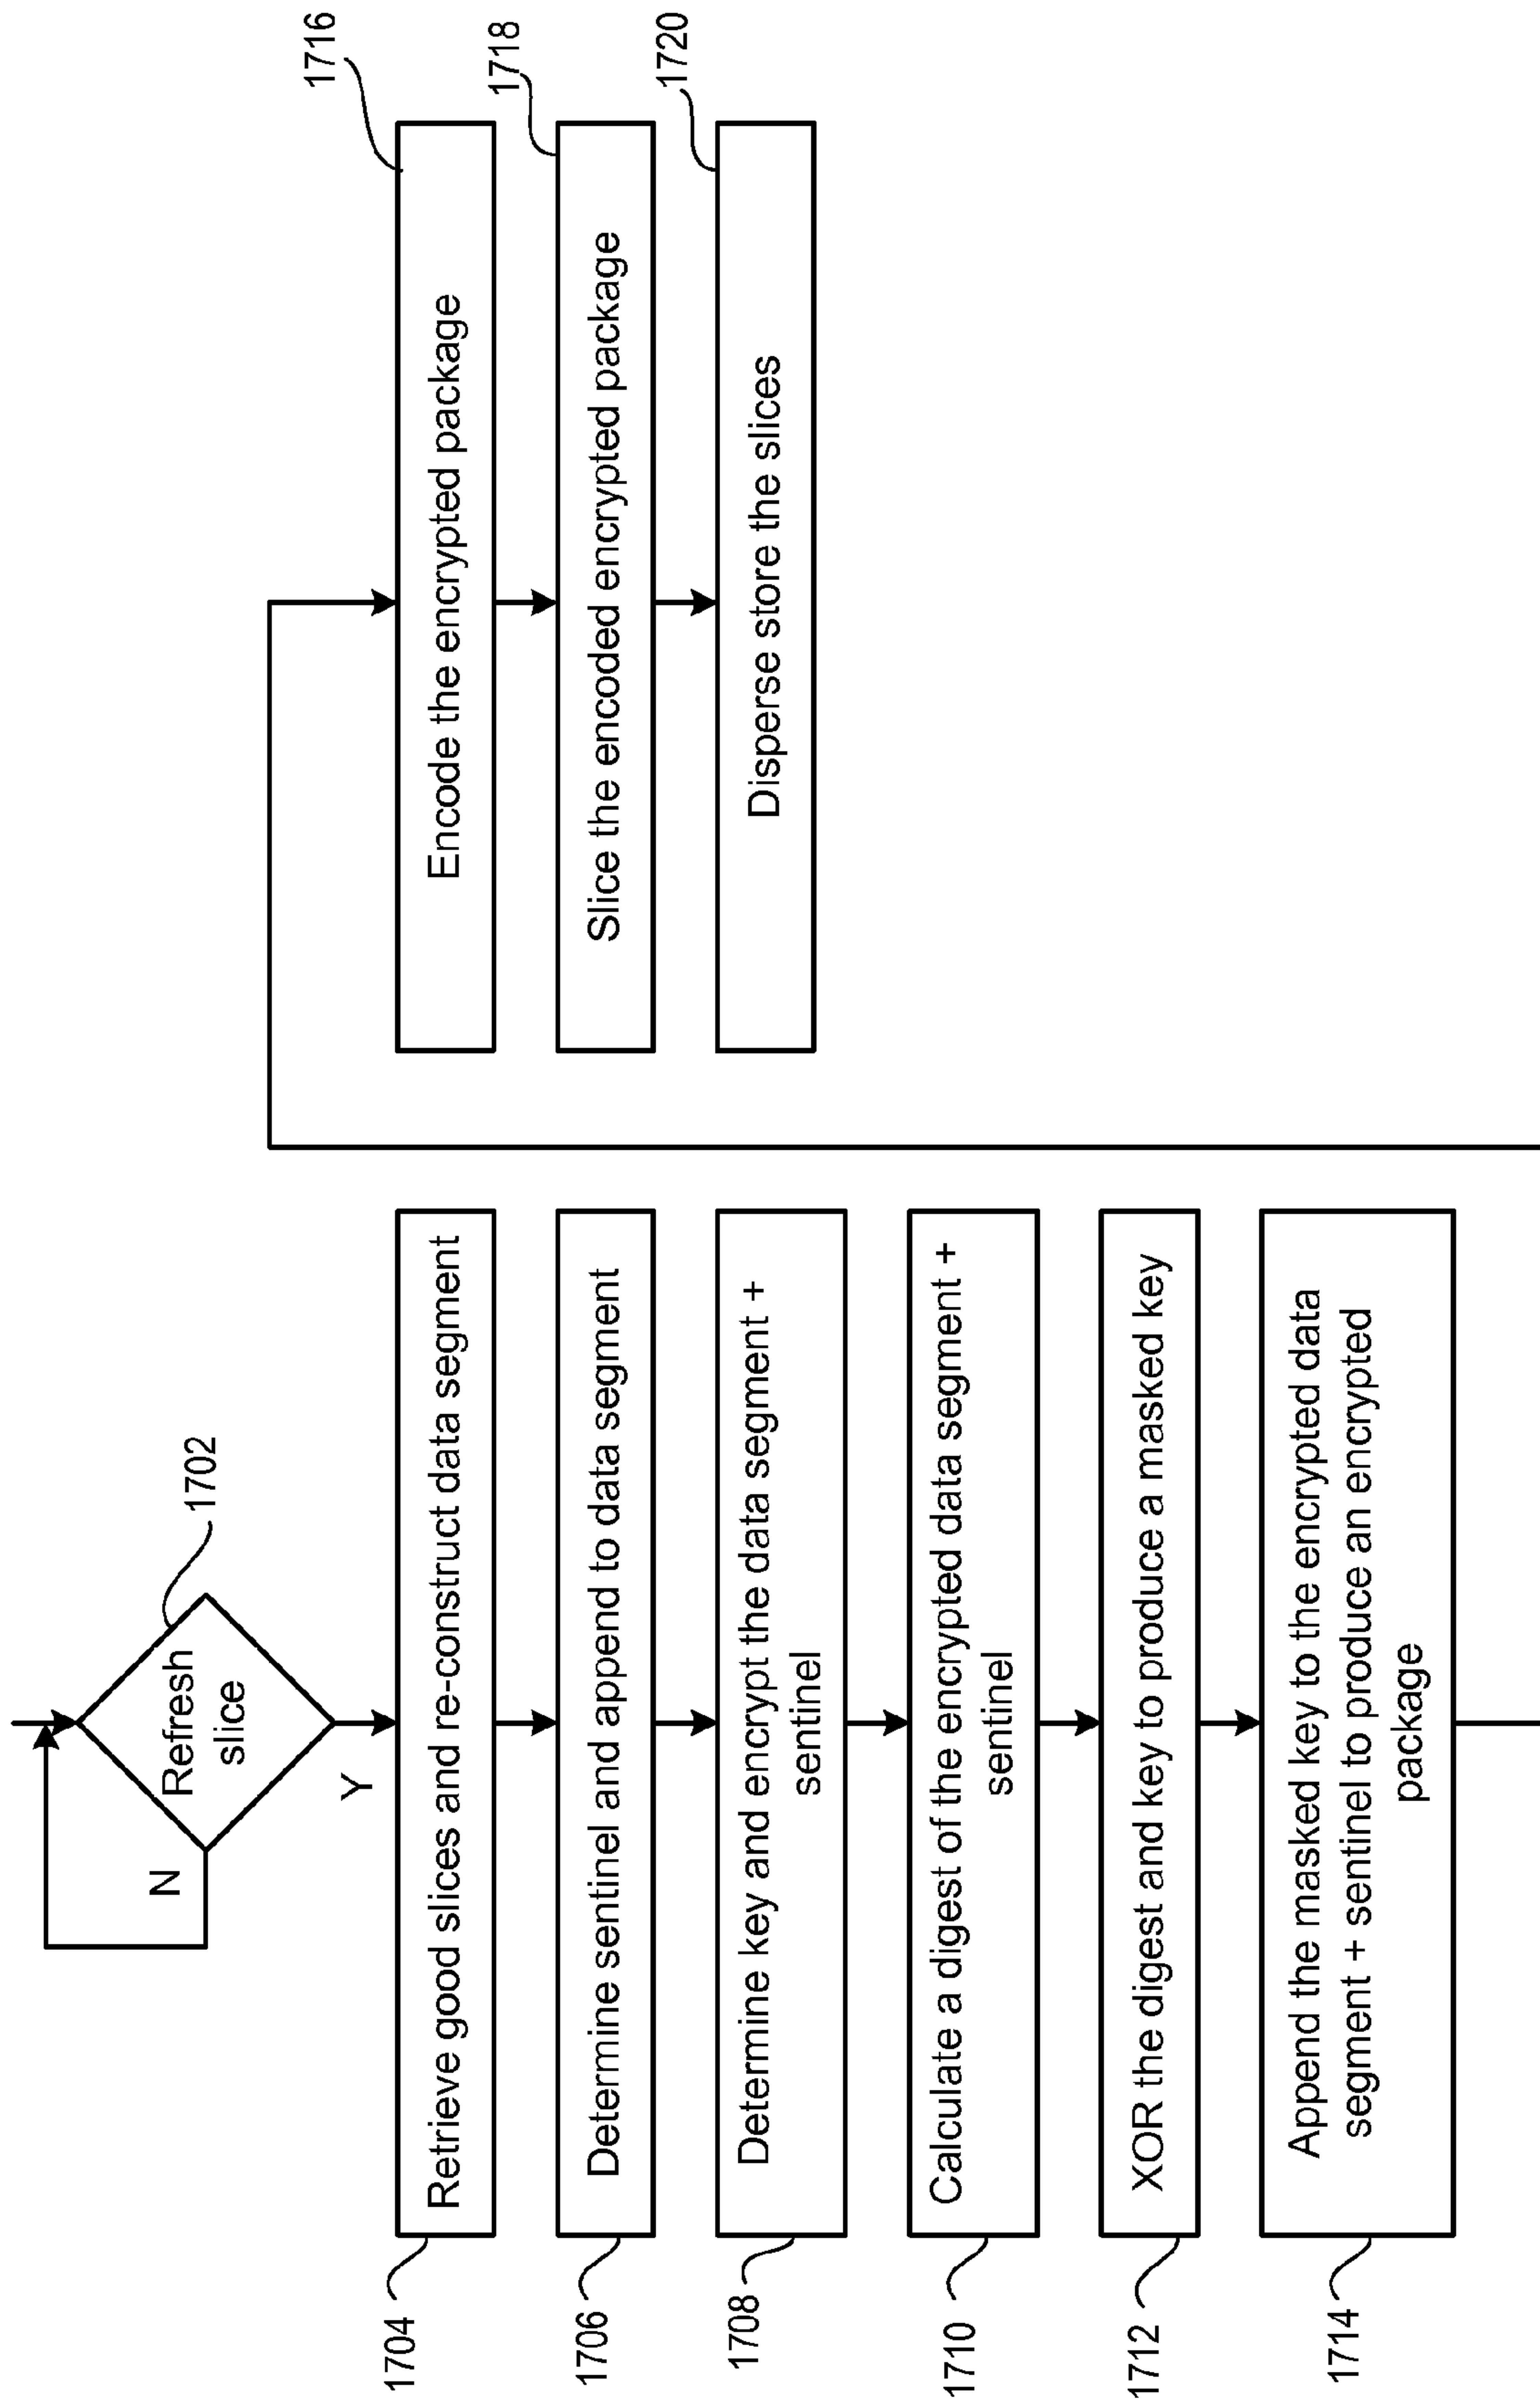 1702
Refresh
slice
N
Y
1704
Retrieve good slices and re-construct data segment
1706
Determine sentinel and append to data segment
1708
Determine key and encrypt the data segment +
sentinel
1710
Calculate a digest of the encrypted data segment +
sentinel
1712
XOR the digest and key to produce a masked key
1714
Append the masked key to the encrypted data
segment + sentinel to produce an encrypted
package
1716
Encode the encrypted package
1718
Slice the encoded encrypted package
1720
Disperse store the slices